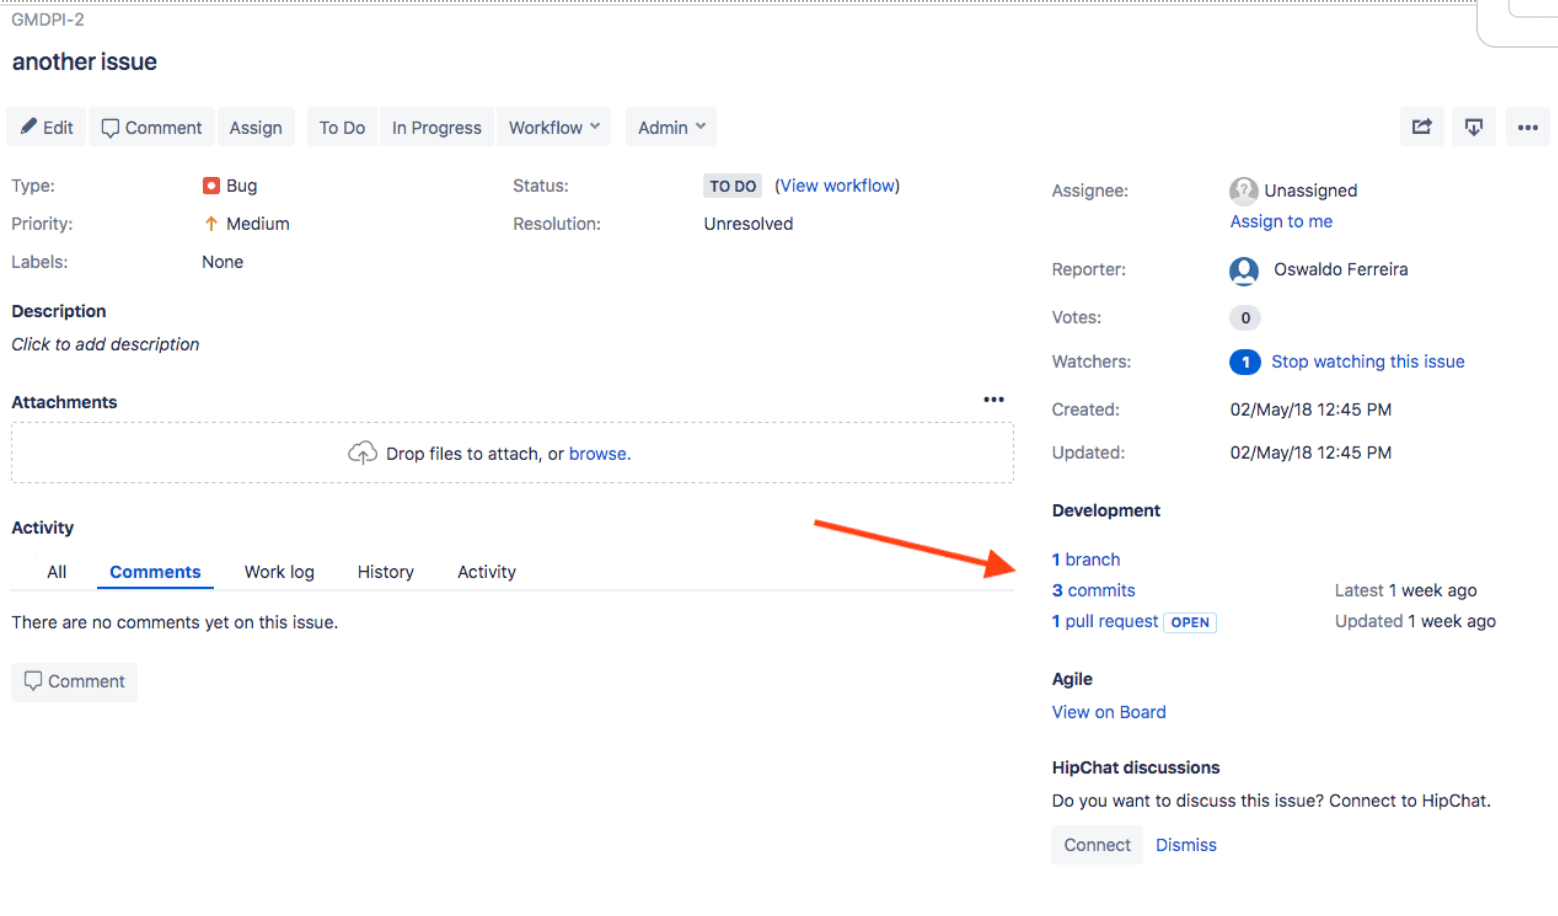 GMDPI-2
another issue
Edit Comment Assign To Do In Progress Workflow Admin
Type: Bug
Priority: Medium
Labels: None
Status: TO DO (View workflow)
Resolution: Unresolved
Description
Click to add description
Attachments
Drop files to attach, or browse.
Activity
All Comments Work log History Activity
There are no comments yet on this issue.
Comment
Assignee: ? Unassigned
Assign to me
Reporter: Oswaldo Ferreira
Votes: 0
Watchers: 1 Stop watching this issue
Created: 02/May/18 12:45 PM
Updated: 02/May/18 12:45 PM
Development
1 branch
3 commits Latest 1 week ago
1 pull request OPEN Updated 1 week ago
Agile
View on Board
HipChat discussions
Do you want to discuss this issue? Connect to HipChat.
Connect Dismiss